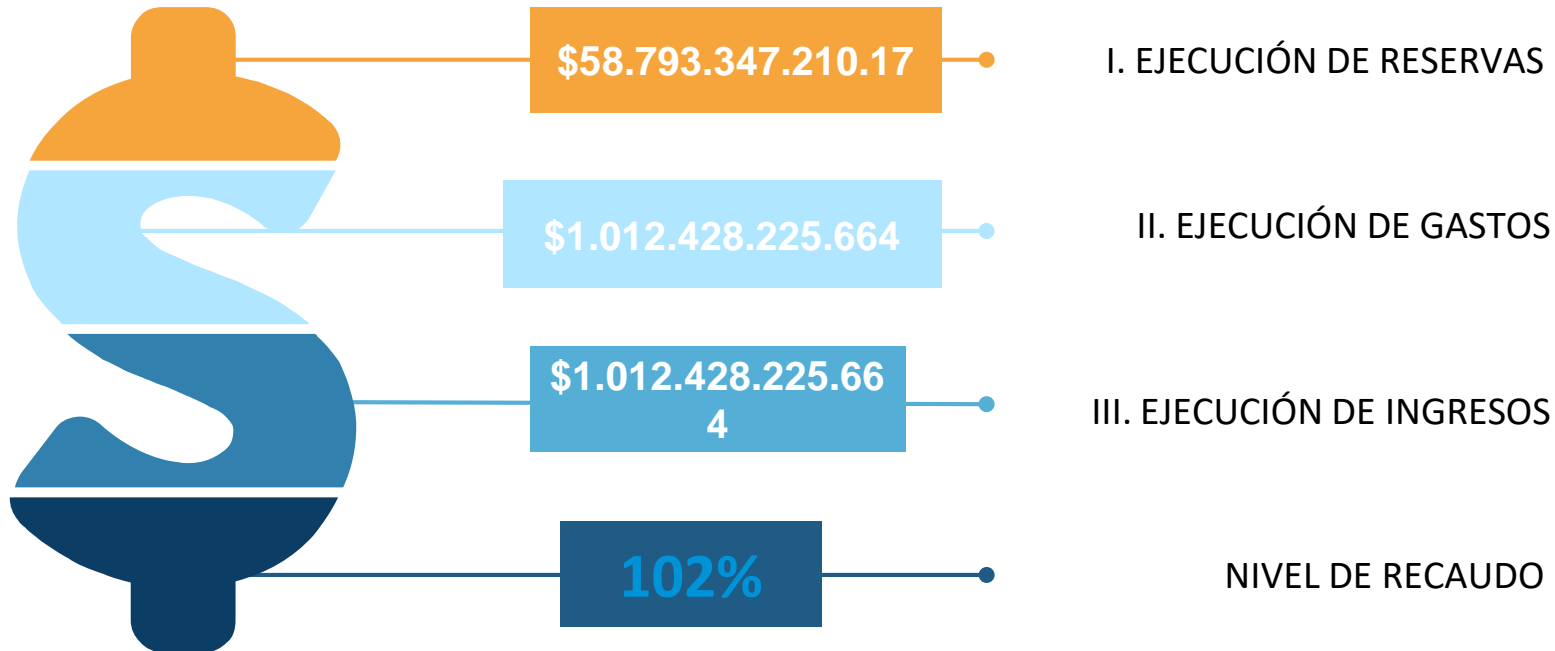 $58.793.347.210.17
I. EJECUCIÓN DE RESERVAS
$1.012.428.225.664
II. EJECUCIÓN DE GASTOS
$1.012.428.225.66
4
III. EJECUCIÓN DE INGRESOS
102%
NIVEL DE RECAUDO